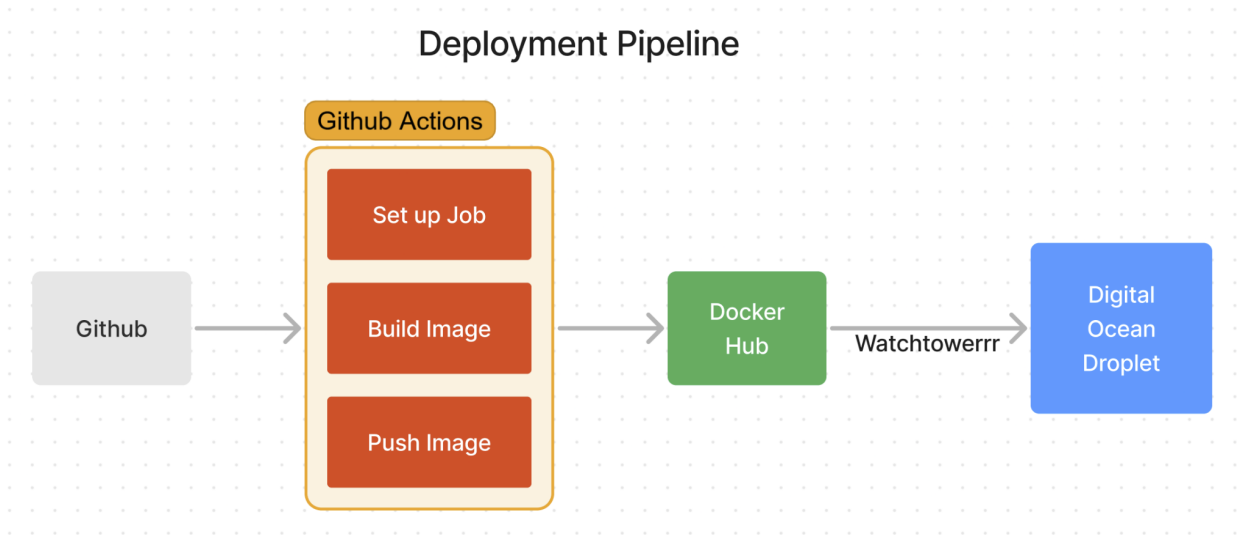 Deployment Pipeline
Github Actions
Set up Job
Github
Build Image
Push Image
Docker
Hub
Watchtowerrr
Digital
Ocean
Droplet